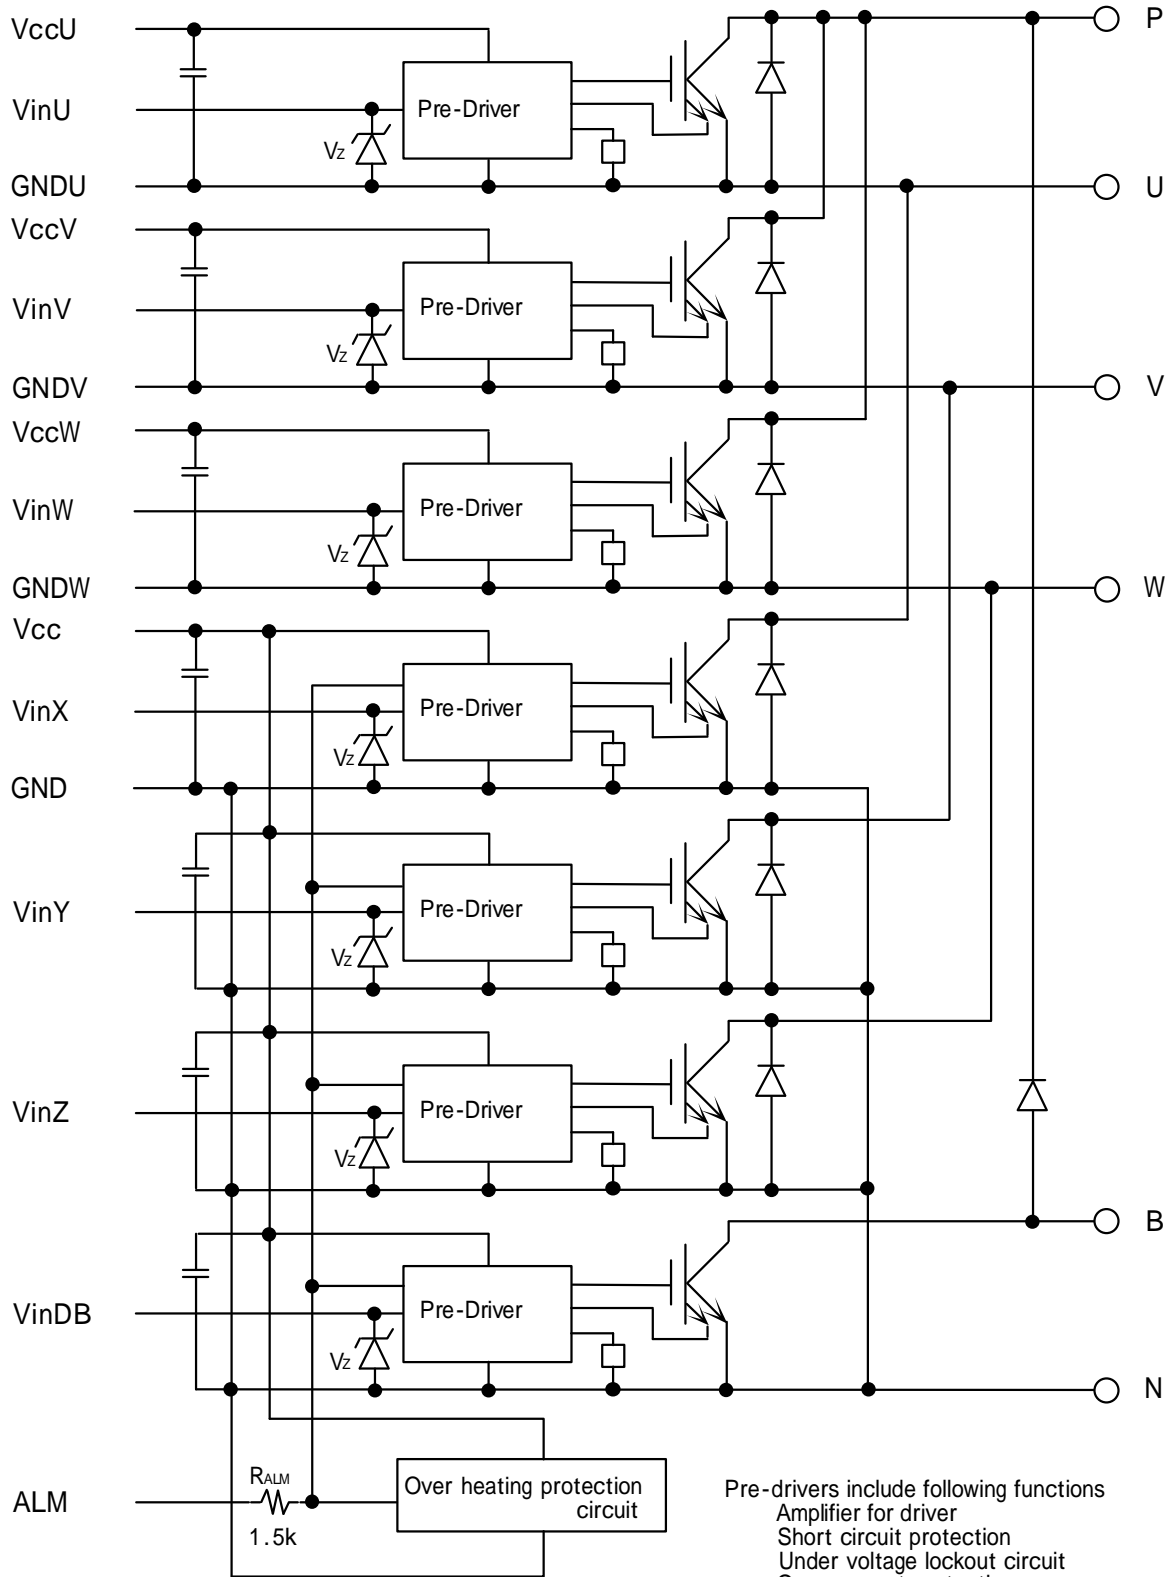 VccU
P
VinU
Pre-Driver
Vz
GNDU
U
VccV
VinV
Pre-Driver
Vz
GNDV
V
VccW
VinW
Pre-Driver
Vz
GNDW
W
Vcc
VinX
Pre-Driver
Vz
GND
VinY
Pre-Driver
Vz
VinZ
Pre-Driver
Vz
B
VinDB
Pre-Driver
Vz
N
RALM
ALM
1.5k
Over heating protection
circuit
Pre-drivers include following functions
Amplifier for driver
Short circuit protection
Under voltage lockout circuit